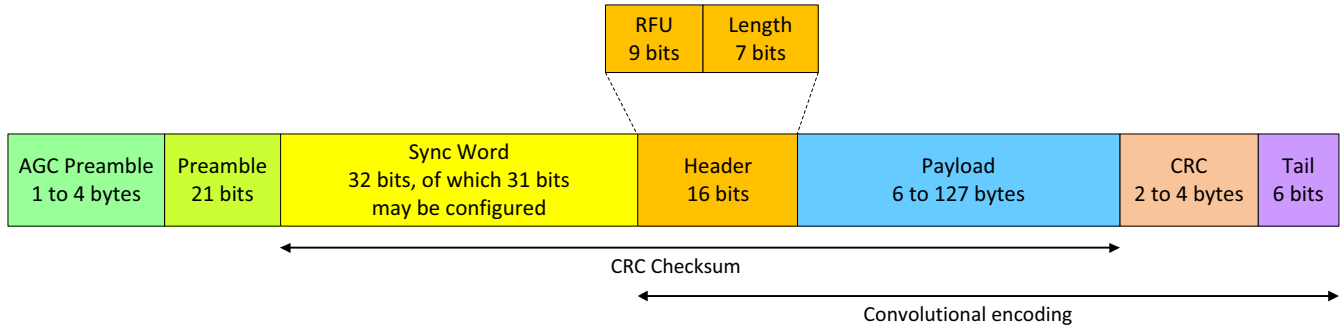 RFU
9 bits
Length
7 bits
AGC Preamble
1 to 4 bytes
Preamble
21 bits
Sync Word
32 bits, of which 31 bits
may be configured
Header
16 bits
Payload
6 to 127 bytes
CRC
2 to 4 bytes
Tail
6 bits
CRC Checksum
Convolutional encoding